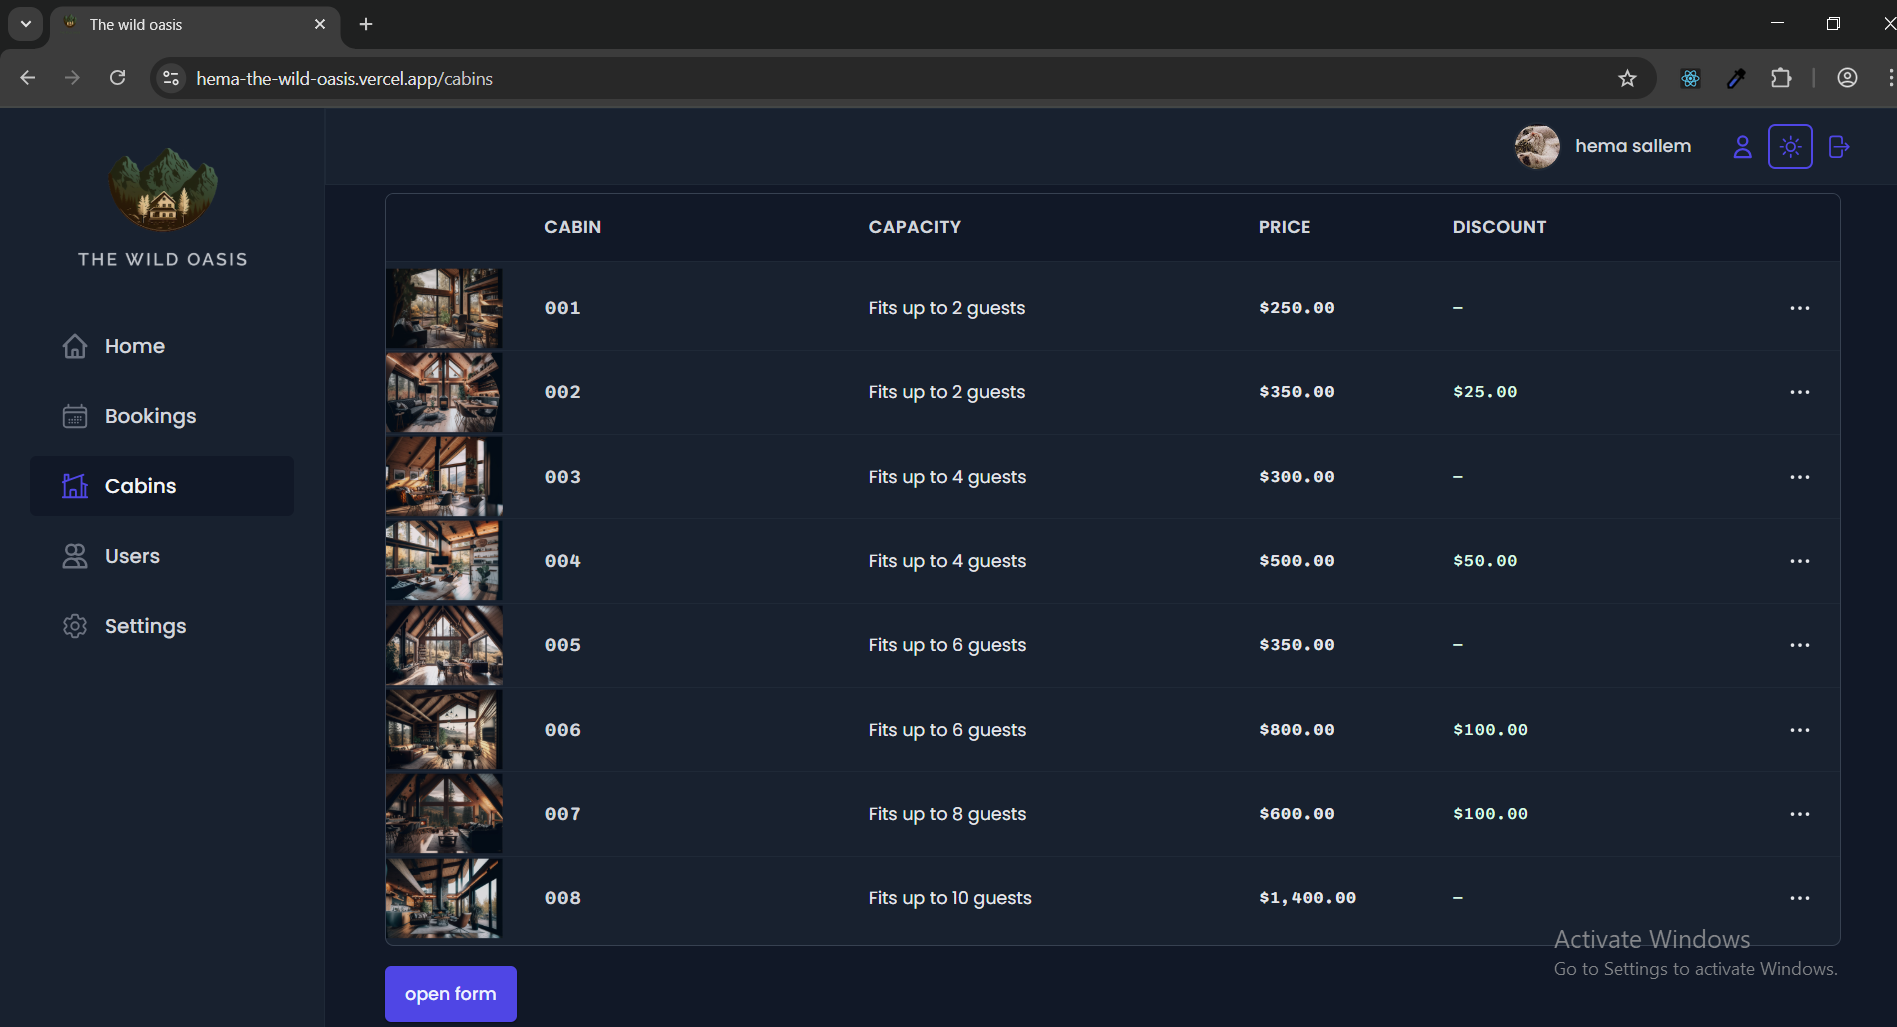 The wild oasis
hema-the-wild-oasis.vercel.app/cabins
hema sallem
THE WILD OASIS
Home
Bookings
Cabins
Users
Settings
CABIN CAPACITY PRICE DISCOUNT
001 Fits up to 2 guests $250.00 –
002 Fits up to 2 guests $350.00 $25.00
003 Fits up to 4 guests $300.00 –
004 Fits up to 4 guests $500.00 $50.00
005 Fits up to 6 guests $350.00 –
006 Fits up to 6 guests $800.00 $100.00
007 Fits up to 8 guests $600.00 $100.00
008 Fits up to 10 guests $1,400.00 –
open form
Activate Windows
Go to Settings to activate Windows.